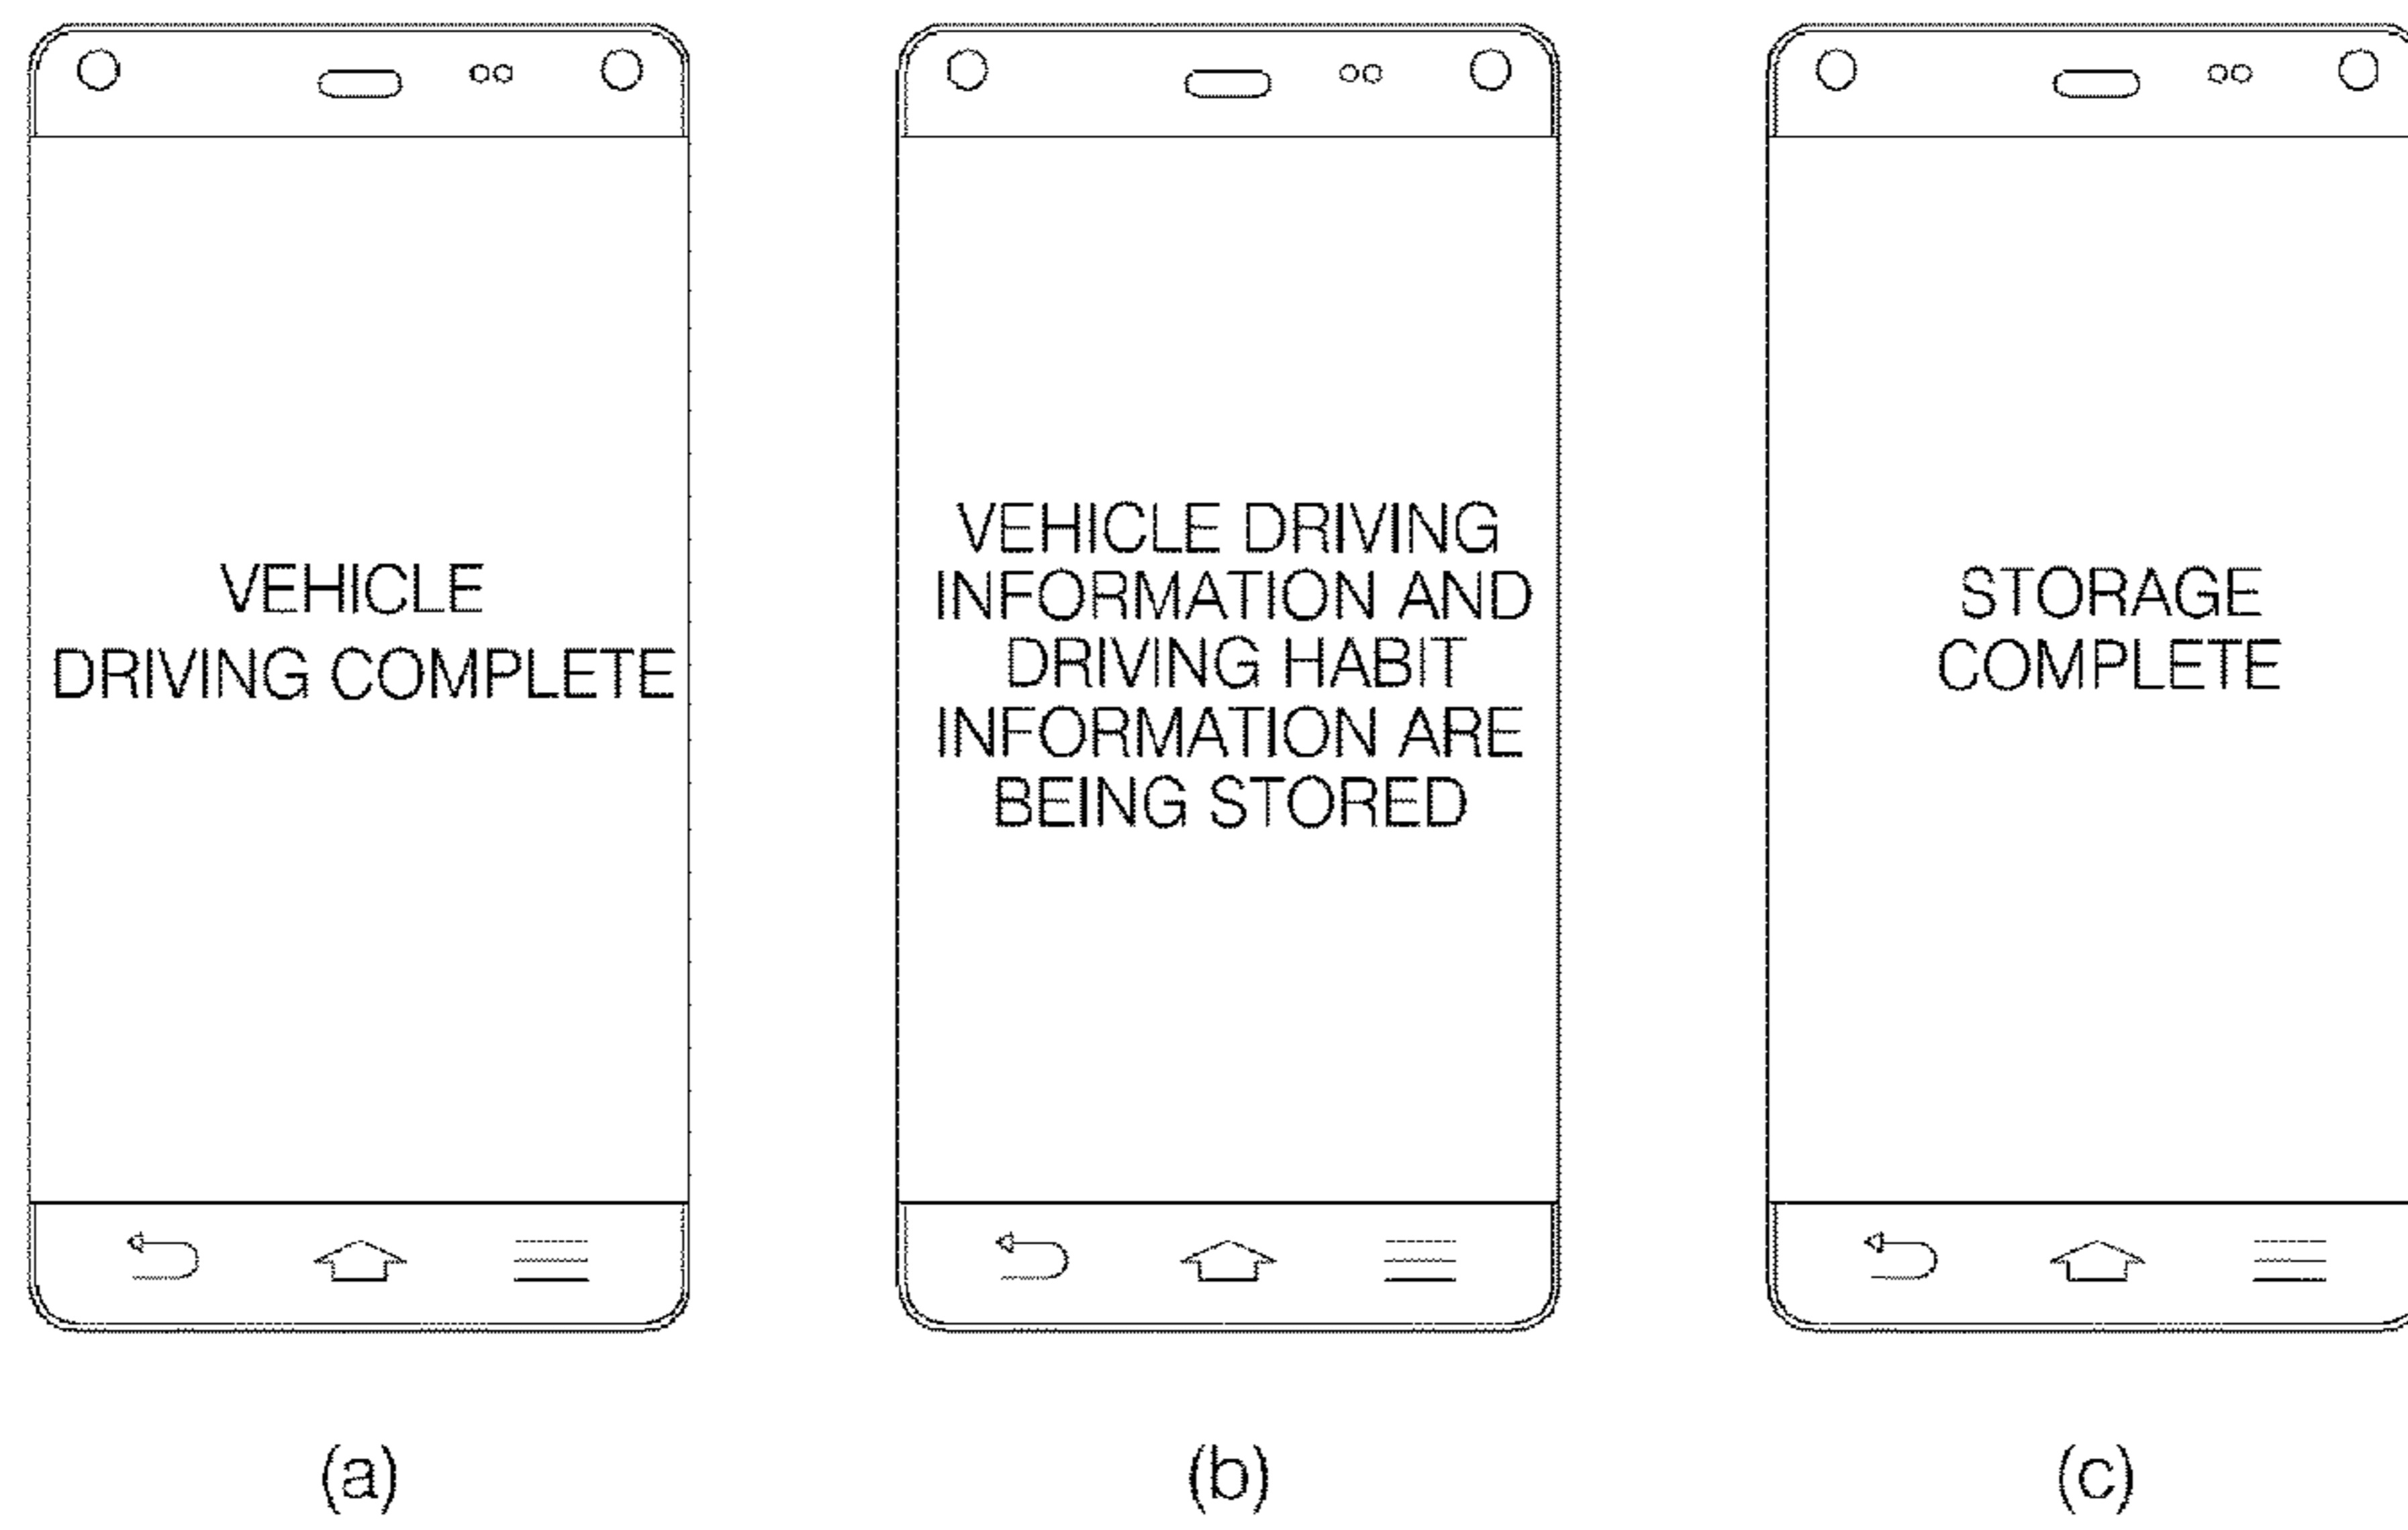 VEHICLE
DRIVING COMPLETE
(a)
VEHICLE DRIVING
INFORMATION AND
DRIVING HABIT
INFORMATION ARE
BEING STORED
(b)
STORAGE
COMPLETE
(c)